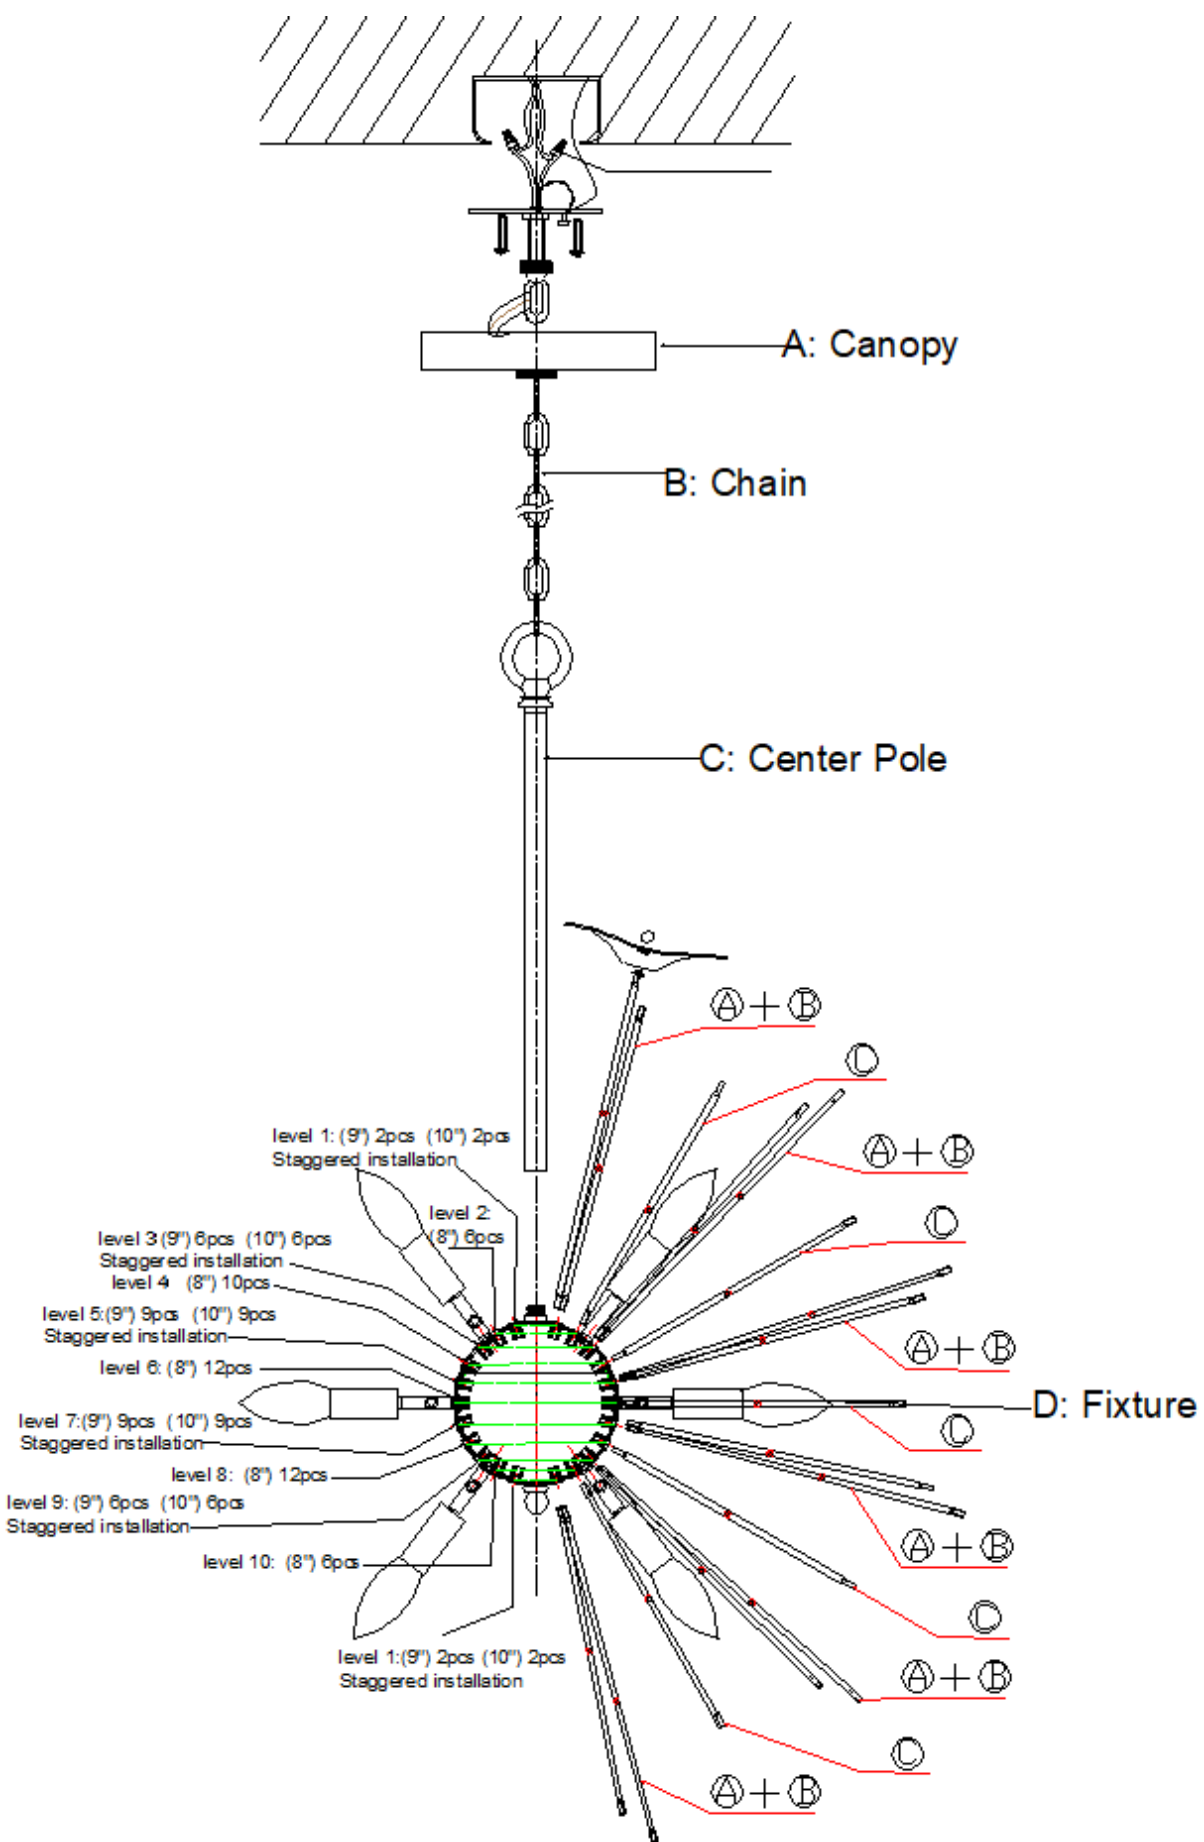 A: Canopy
B: Chain
C: Center Pole
A + B
C
level 1: (9") 2pcs (10") 2pcs
Staggered installation
A + B
level 2:
(8") 6pcs
C
level 3 (9") 6pcs (10") 6pcs
Staggered installation
level 4 (8") 10pcs
level 5:(9") 9pcs (10") 9pcs
Staggered installation
A + B
level 6: (8") 12pcs
D: Fixture
C
level 7:(9") 9pcs (10") 9pcs
Staggered installation
level 8: (8") 12pcs
level 9: (9") 6pcs (10") 6pcs
Staggered installation
A + B
level 10: (8") 6pcs
C
level 1:(9") 2pcs (10") 2pcs
Staggered installation
A + B
C
A + B